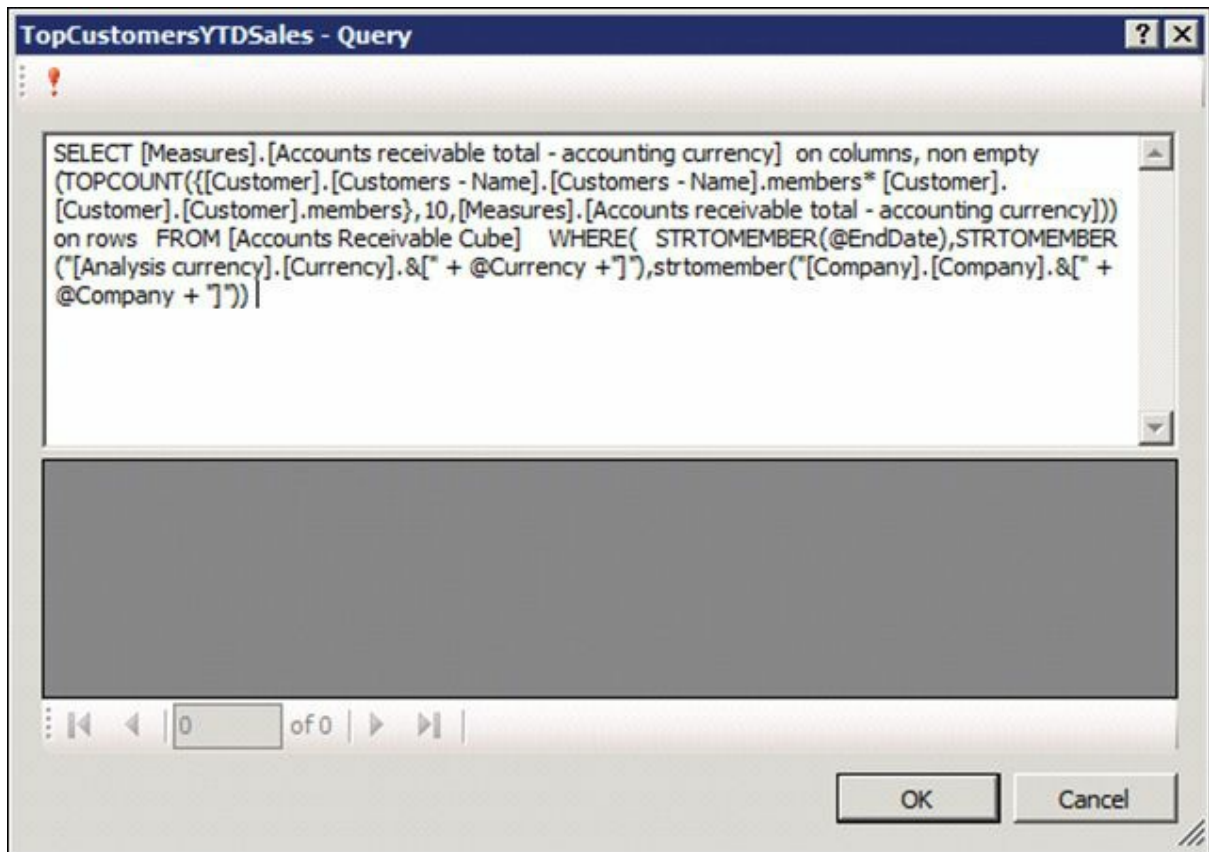 TopCustomersYTDSales - Query
SELECT [Measures].[Accounts receivable total - accounting currency]  on columns, non empty
(TOPCOUNT({[Customer].[Customers - Name].[Customers - Name].members* [Customer].
[Customer].[Customer].members},10,[Measures].[Accounts receivable total - accounting currency]))
on rows   FROM [Accounts Receivable Cube]    WHERE(   STRTOMEMBER(@EndDate),STRTOMEMBER
("[Analysis currency].[Currency].&[" + @Currency +"]"),strtomember("[Company].[Company].&[" +
@Company + "]"))
0 of 0
OK Cancel